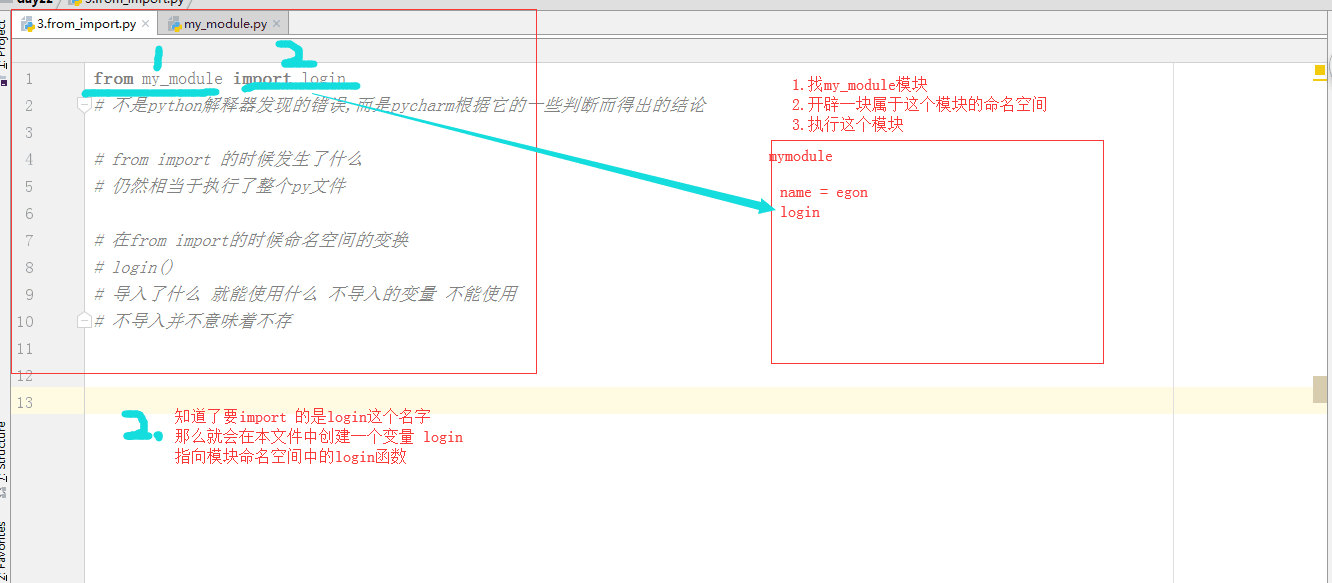 day22 3.from_import.py
3.from_import.py my_module.py
Project
1 from my_module import login
2 # 不是python解释器发现的错误,而是pycharm根据它的一些判断而得出的结论
3
4 # from import 的时候发生了什么
5 # 仍然相当于执行了整个py文件
6
7 # 在from import的时候命名空间的变换
8 # login()
9 # 导入了什么 就能使用什么 不导入的变量 不能使用
10 # 不导入并不意味着不存
11
12
13
1
2
1.找my_module模块
2.开辟一块属于这个模块的命名空间
3.执行这个模块
mymodule
name = egon
login
2.
知道了要import 的是login这个名字
那么就会在本文件中创建一个变量 login
指向模块命名空间中的login函数
Z: Structure
2: Favorites